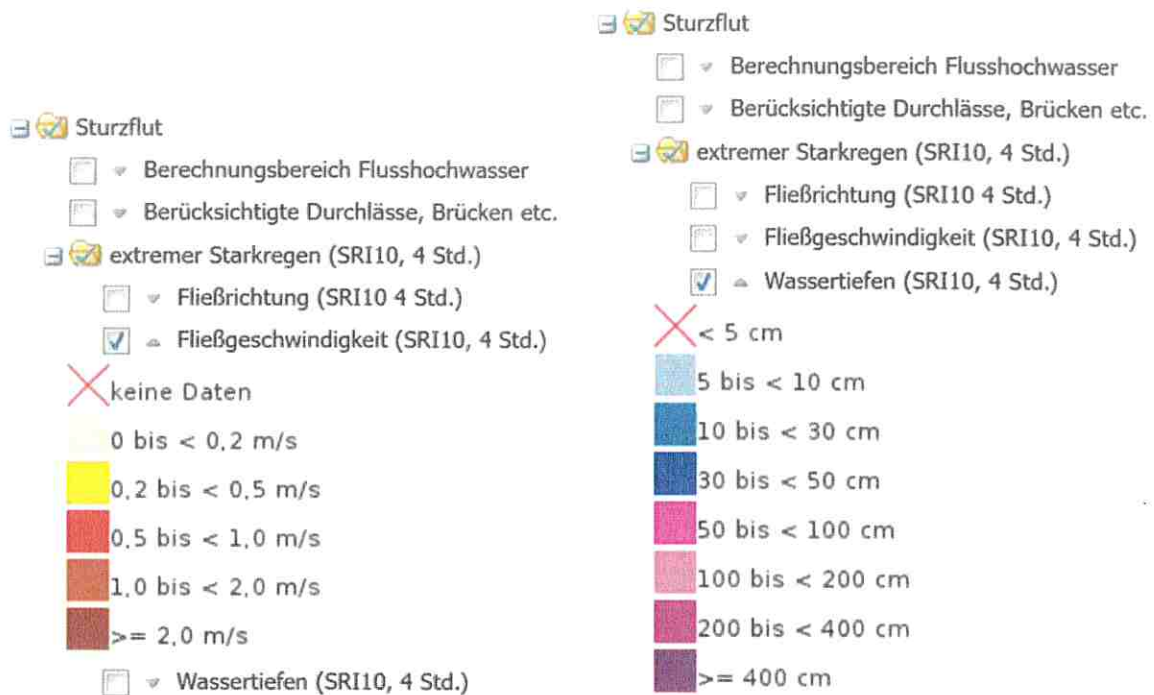 Sturzflut
Berechnungsbereich Flusshochwasser
Berücksichtigte Durchlässe, Brücken etc.
extremer Starkregen (SRI10, 4 Std.)
Fließrichtung (SRI10 4 Std.)
Fließgeschwindigkeit (SRI10, 4 Std.)
keine Daten
0 bis < 0,2 m/s
0,2 bis < 0,5 m/s
0,5 bis < 1,0 m/s
1,0 bis < 2,0 m/s
>= 2,0 m/s
Wassertiefen (SRI10, 4 Std.)
Sturzflut
Berechnungsbereich Flusshochwasser
Berücksichtigte Durchlässe, Brücken etc.
extremer Starkregen (SRI10, 4 Std.)
Fließrichtung (SRI10 4 Std.)
Fließgeschwindigkeit (SRI10, 4 Std.)
Wassertiefen (SRI10, 4 Std.)
< 5 cm
5 bis < 10 cm
10 bis < 30 cm
30 bis < 50 cm
50 bis < 100 cm
100 bis < 200 cm
200 bis < 400 cm
>= 400 cm